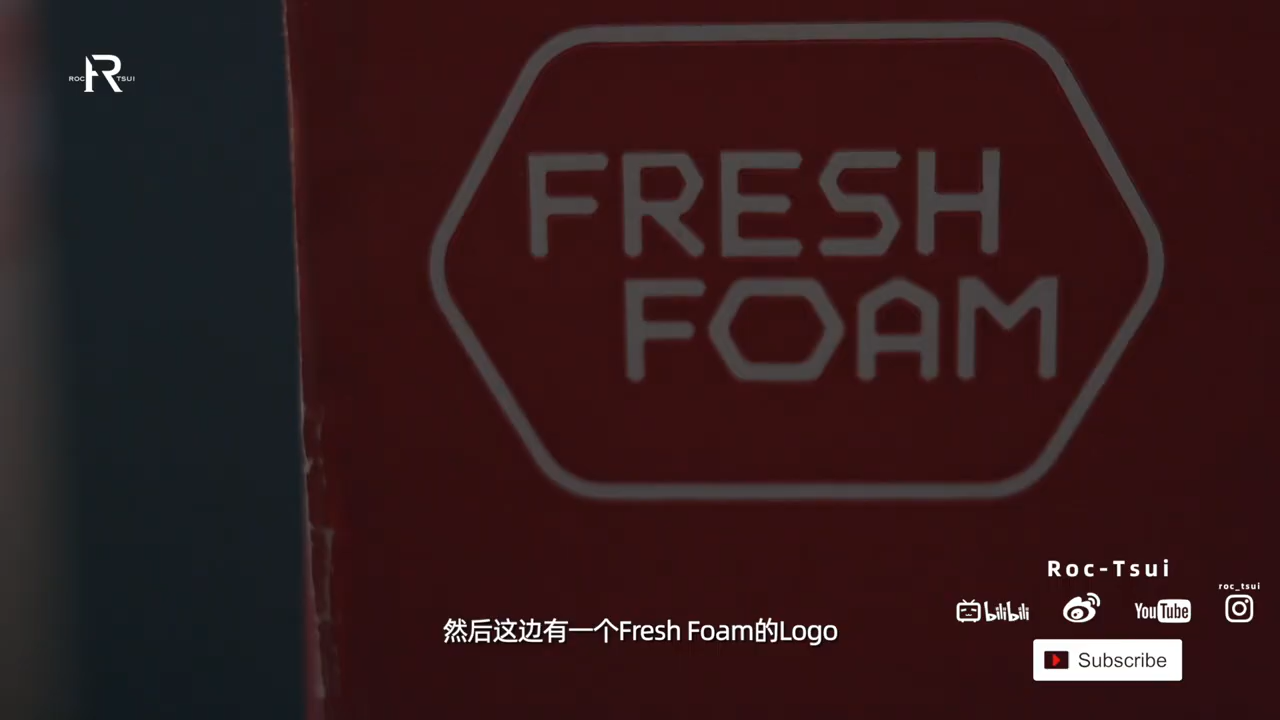 ROC R TSUI
FRESH
FOAM
Roc-Tsui
roc_tsui
bilibili
YouTube
然后这边有一个Fresh Foam的Logo
Subscribe